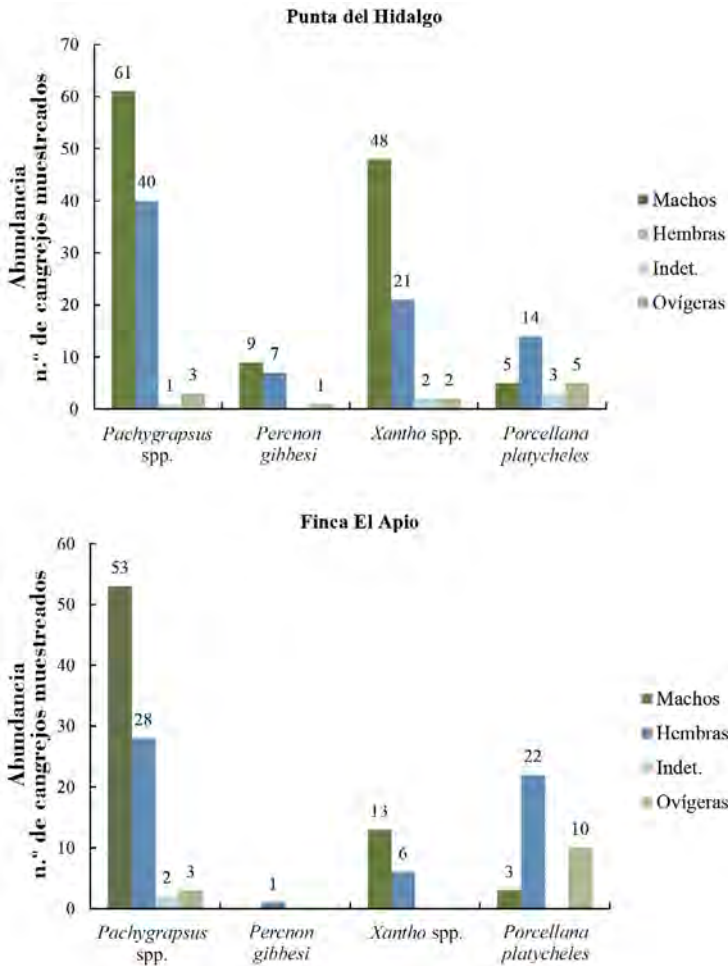 Punta del Hidalgo
Abundancia
n.º de cangrejos muestreados
70
60
50
40
30
20
10
0
61
40
1
3
9
7
1
48
21
2
2
5
14
3
5
Pachygrapsus
spp.
Percnon
gibbesi
Xantho spp.
Porcellana
platycheles
Machos
Hembras
Indet.
Ovígeras
Finca El Apio
Abundancia
n.º de cangrejos muestreados
60
50
40
30
20
10
0
53
28
2
3
1
13
6
3
22
10
Pachygrapsus
spp.
Percnon
gibbesi
Xantho spp.
Porcellana
platycheles
Machos
Hembras
Indet.
Ovígeras